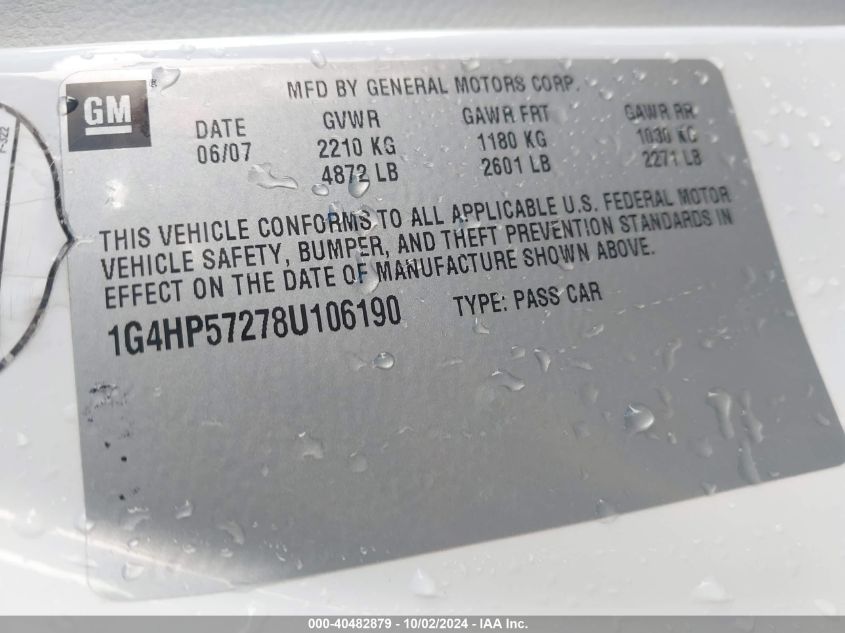 GM
MFD BY GENERAL MOTORS CORP.
DATE GVWR GAWR FRT GAWR RR
06/07 2210 KG 1180 KG 1030 KG
4872 LB 2601 LB 2271 LB
THIS VEHICLE CONFORMS TO ALL APPLICABLE U.S. FEDERAL MOTOR
VEHICLE SAFETY, BUMPER, AND THEFT PREVENTION STANDARDS IN
EFFECT ON THE DATE OF MANUFACTURE SHOWN ABOVE.
1G4HP57278U106190 TYPE: PASS CAR
000-40482879 - 10/02/2024 - IAA Inc.